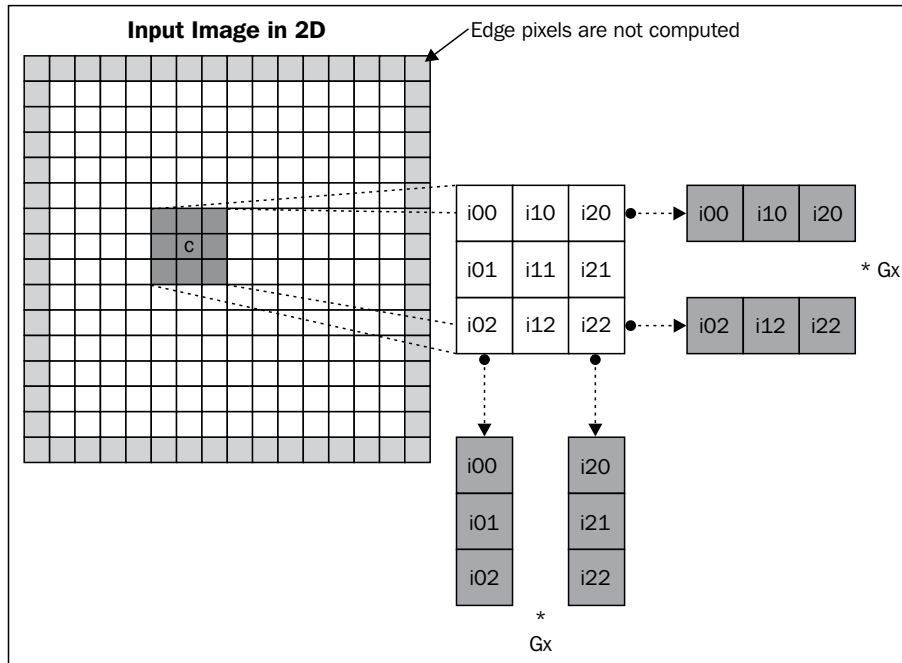 Input Image in 2D
Edge pixels are not computed
c
i00 i10 i20
i01 i11 i21
i02 i12 i22
i00 i10 i20
* Gx
i02 i12 i22
i00
i01
i02
i20
i21
i22
*
Gx